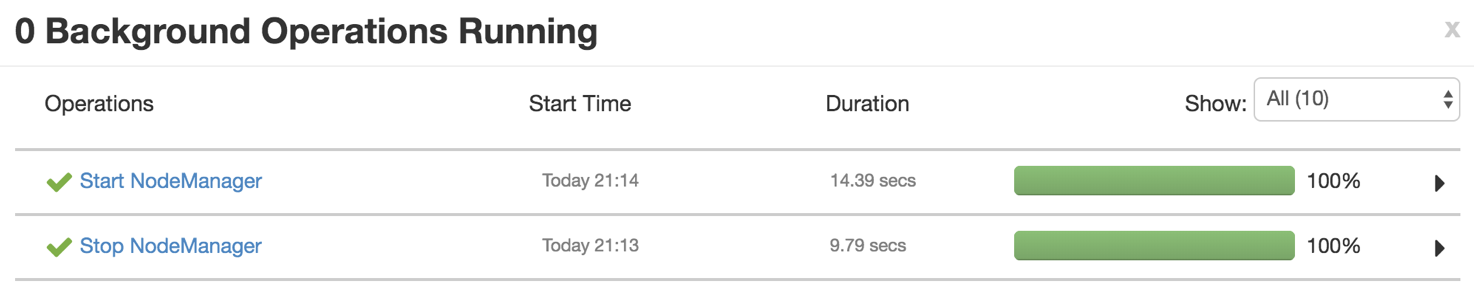 0 Background Operations Running x
Operations Start Time Duration Show: All (10)
Start NodeManager Today 21:14 14.39 secs 100%
Stop NodeManager Today 21:13 9.79 secs 100%